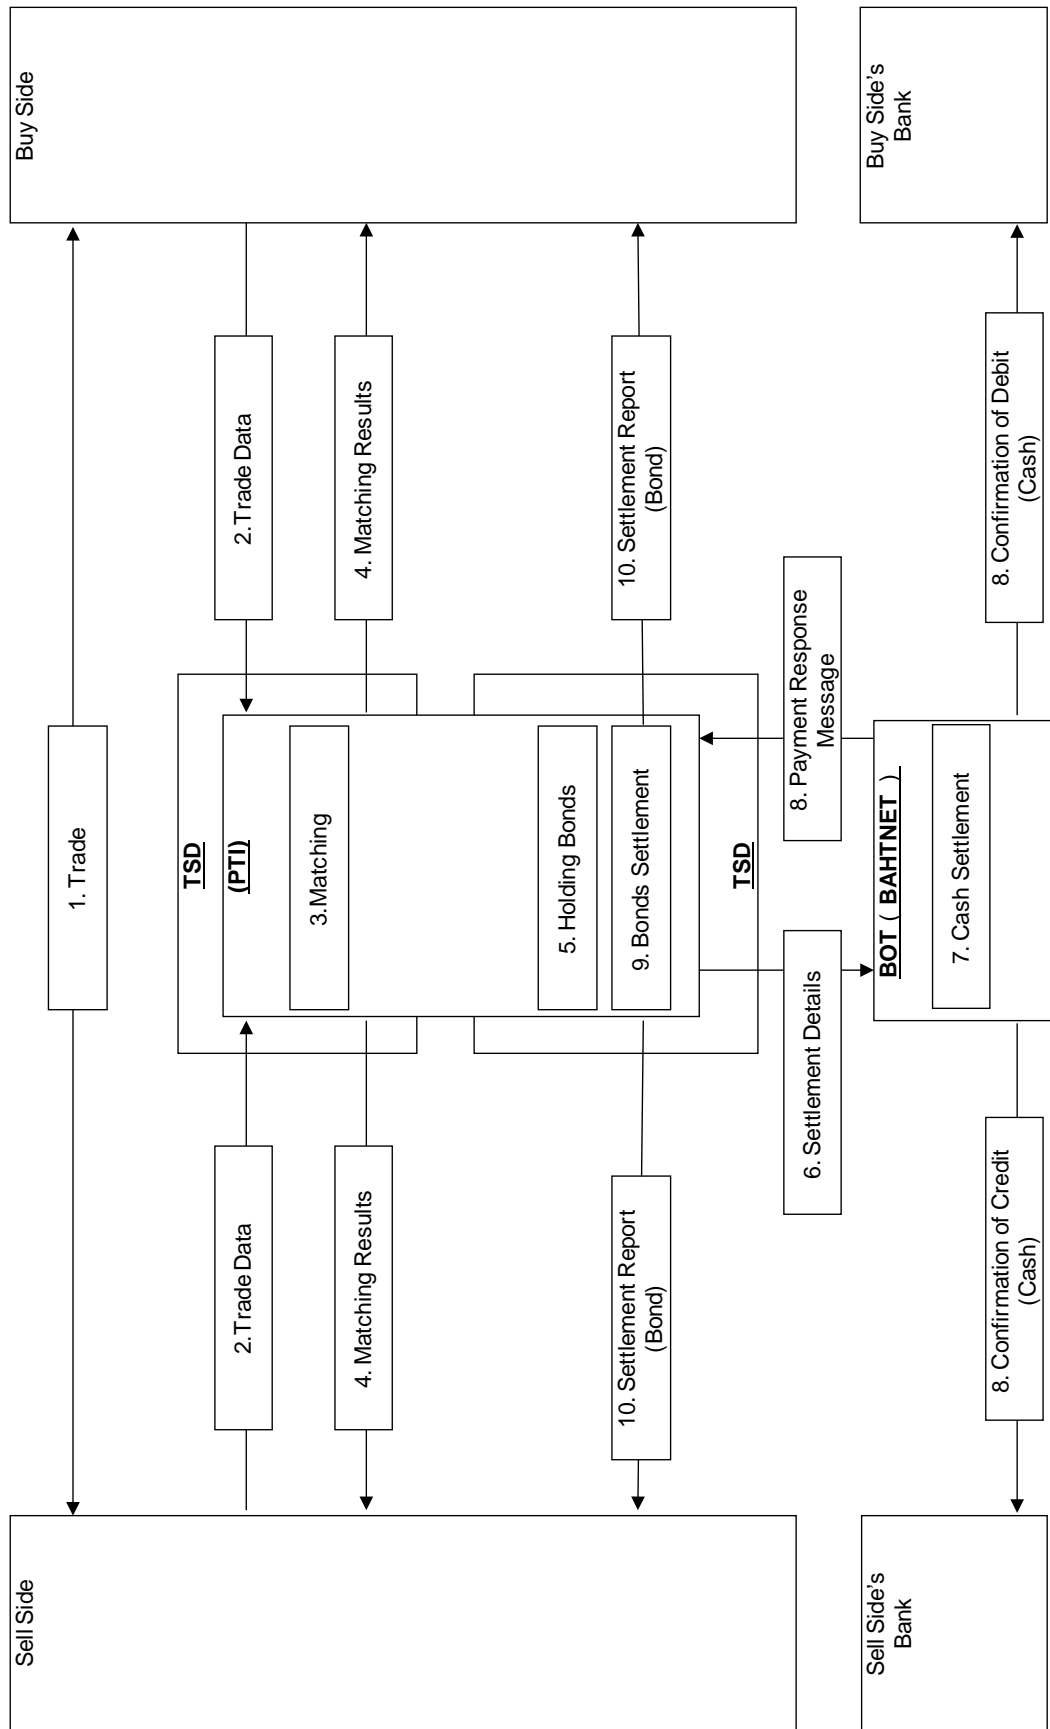 Sell Side
Buy Side
1. Trade
TSD
(PTI)
2.Trade Data
2.Trade Data
3.Matching
4. Matching Results
4. Matching Results
5. Holding Bonds
10. Settlement Report
(Bond)
9. Bonds Settlement
10. Settlement Report
(Bond)
TSD
6. Settlement Details
8. Payment Response
Message
Sell Side’s
Bank
BOT ( BAHTNET )
Buy Side’s
Bank
7. Cash Settlement
8. Confirmation of Credit
(Cash)
8. Confirmation of Debit
(Cash)